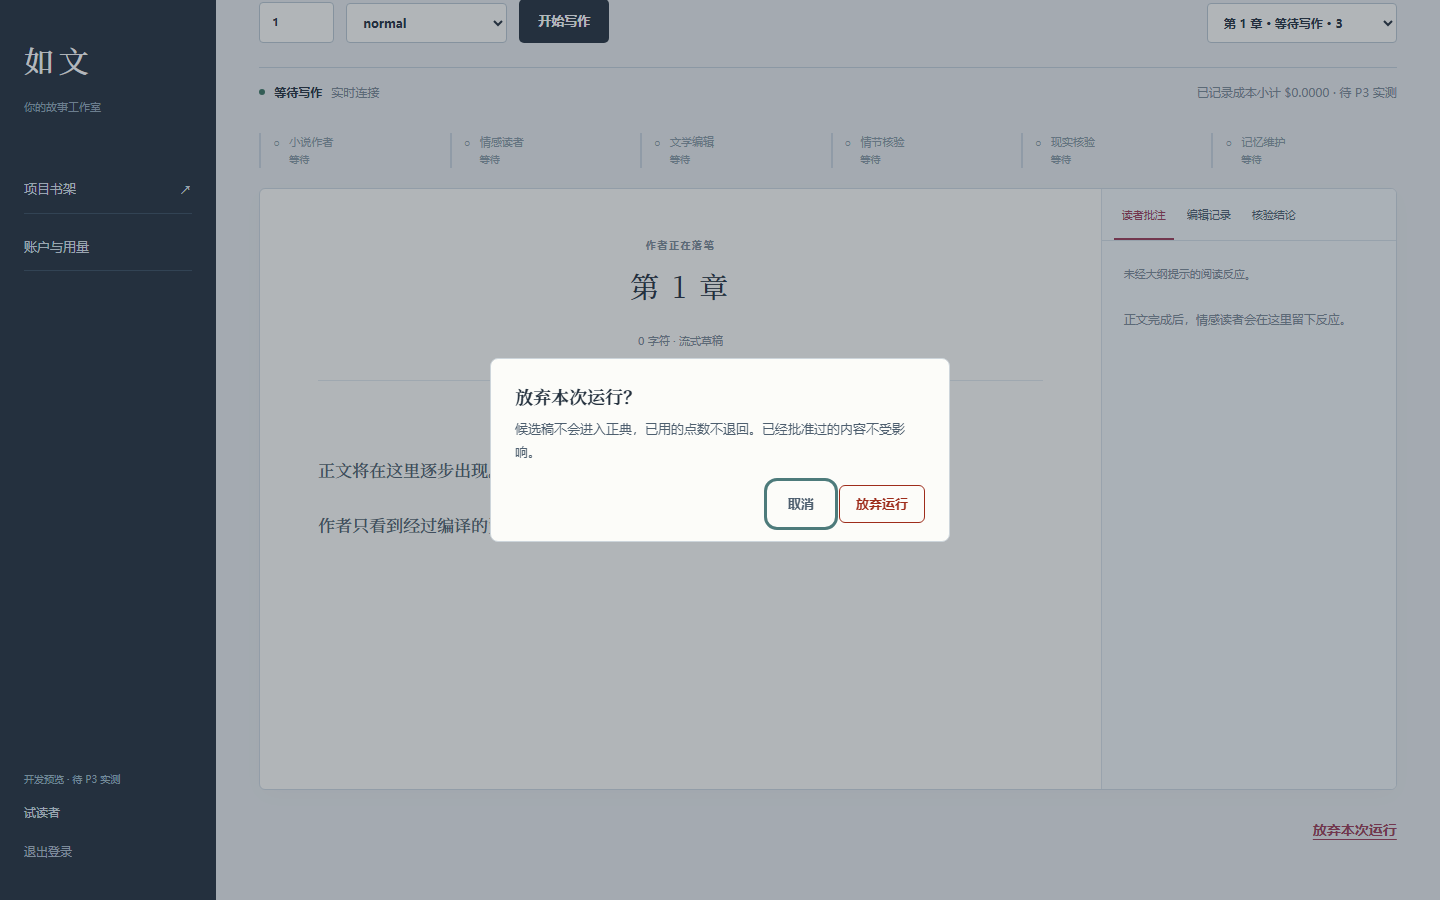 如文
你的故事工作室
项目书架 ↗
账户与用量
开发预览 · 待 P3 实测
试读者
退出登录
1
normal
开始写作
第 1 章 • 等待写作 • 3
等待写作 实时连接
已记录成本小计 $0.0000 · 待 P3 实测
小说作者
等待
情感读者
等待
文学编辑
等待
情节核验
等待
现实核验
等待
记忆维护
等待
作者正在落笔
第 1 章
0 字符 · 流式草稿
正文将在这里逐步出现
作者只看到经过编译的
读者批注 编辑记录 核验结论
未经大纲提示的阅读反应。
正文完成后，情感读者会在这里留下反应。
放弃本次运行？
候选稿不会进入正典，已用的点数不退回。已经批准过的内容不受影
响。
取消 放弃运行
放弃本次运行